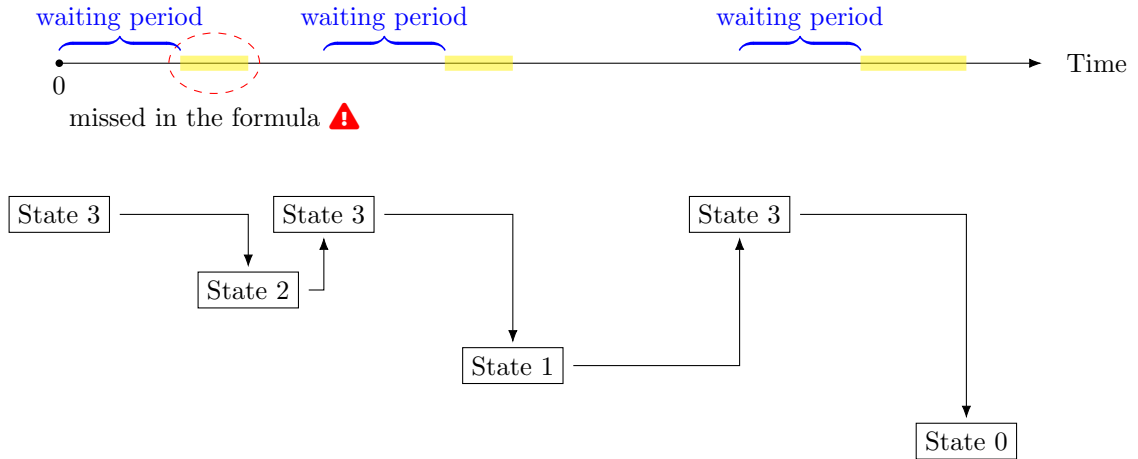 waiting period waiting period waiting period
Time
0
missed in the formula
State 3 State 3 State 3
State 2
State 1
State 0